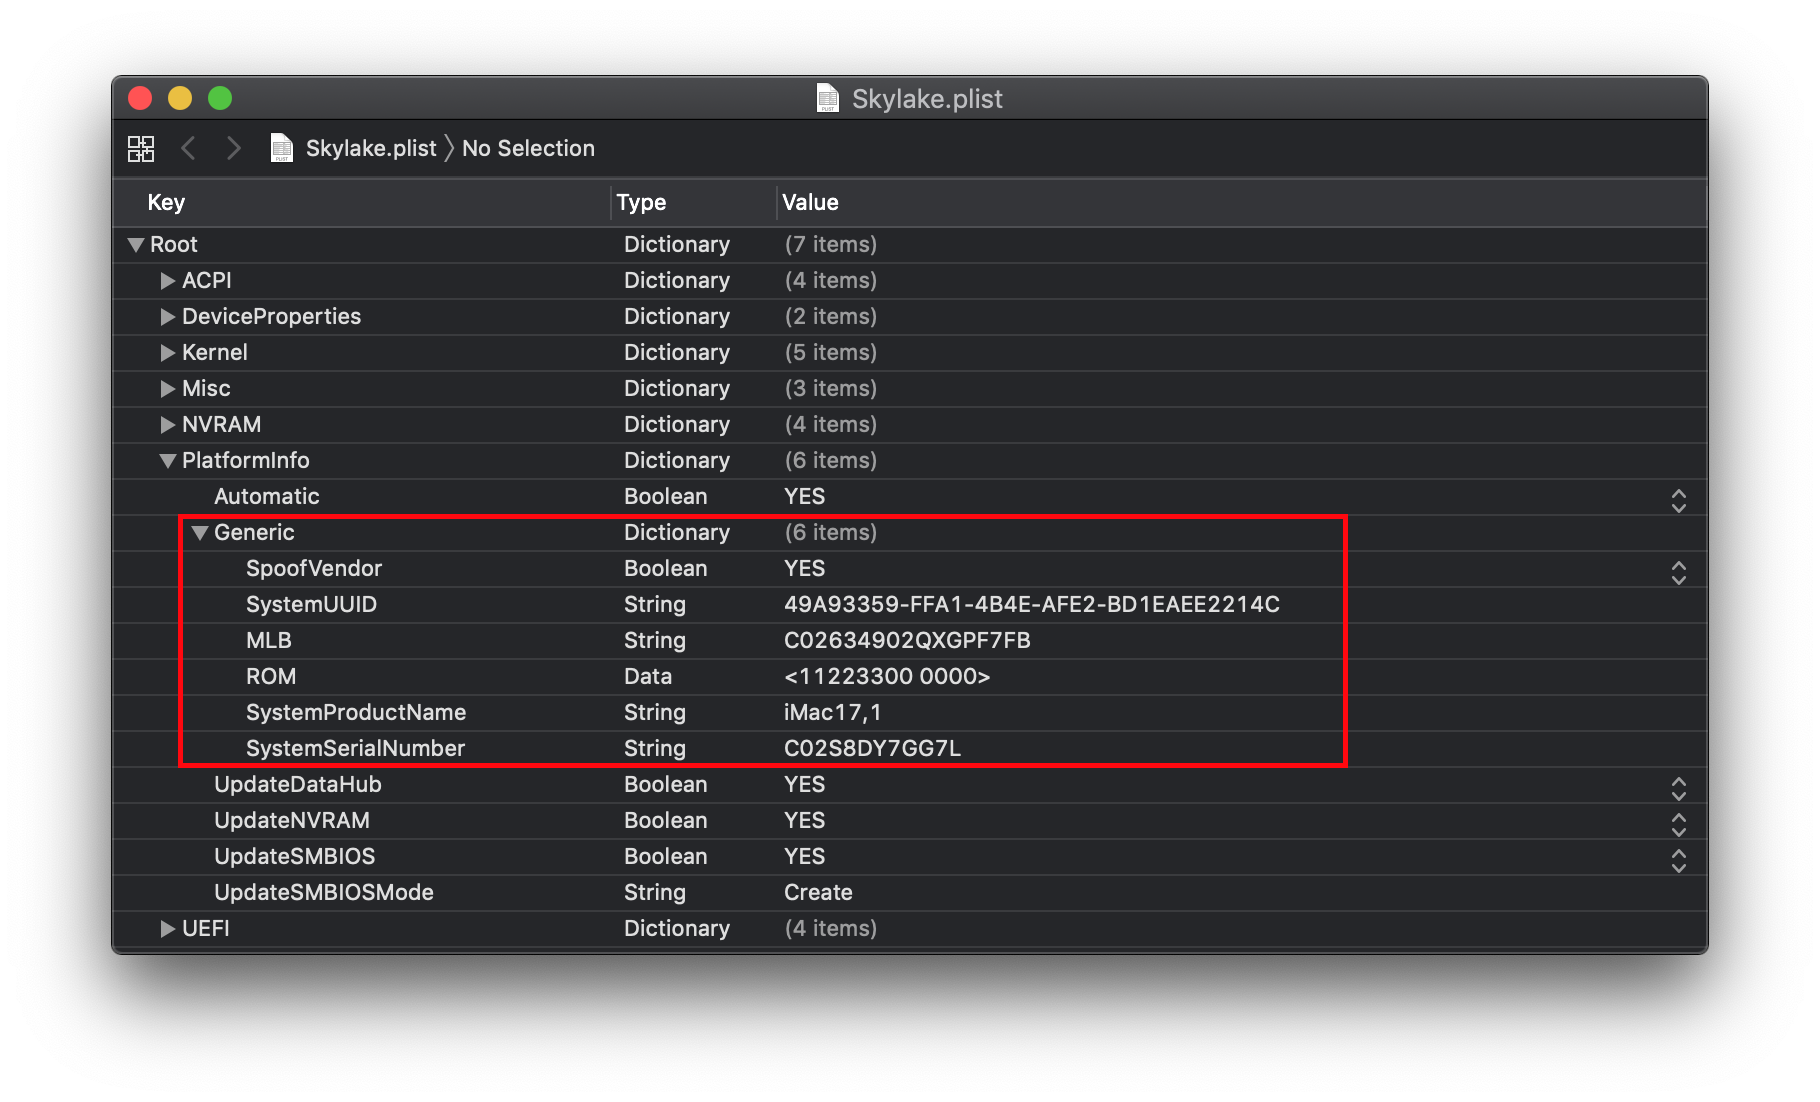 Skylake.plist
Skylake.plist No Selection
Key Type Value
Root Dictionary (7 items)
ACPI Dictionary (4 items)
DeviceProperties Dictionary (2 items)
Kernel Dictionary (5 items)
Misc Dictionary (3 items)
NVRAM Dictionary (4 items)
PlatformInfo Dictionary (6 items)
Automatic Boolean YES
Generic Dictionary (6 items)
SpoofVendor Boolean YES
SystemUUID String 49A93359-FFA1-4B4E-AFE2-BD1EAEE2214C
MLB String C02634902QXGPF7FB
ROM Data <11223300 0000>
SystemProductName String iMac17,1
SystemSerialNumber String C02S8DY7GG7L
UpdateDataHub Boolean YES
UpdateNVRAM Boolean YES
UpdateSMBIOS Boolean YES
UpdateSMBIOSMode String Create
UEFI Dictionary (4 items)